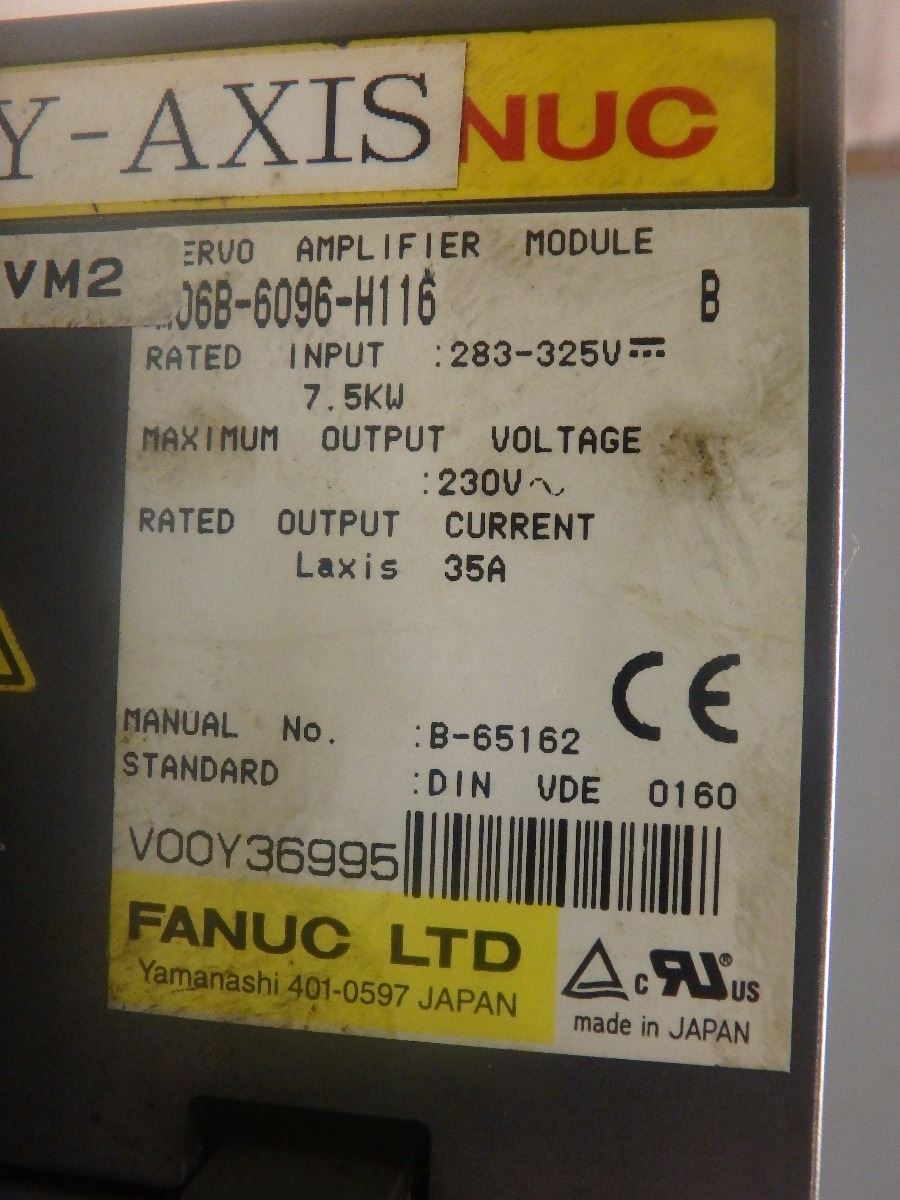 Y-AXIS NUC
VM2 ERVO AMPLIFIER MODULE
06B-6096-H116 B
RATED INPUT :283-325V⎓
7.5KW
MAXIMUM OUTPUT VOLTAGE
:230V~
RATED OUTPUT CURRENT
Laxis 35A
CE
MANUAL No. :B-65162
STANDARD :DIN VDE 0160
V00Y36995
FANUC LTD
Yamanashi 401-0597 JAPAN
c RU ® US
made in JAPAN